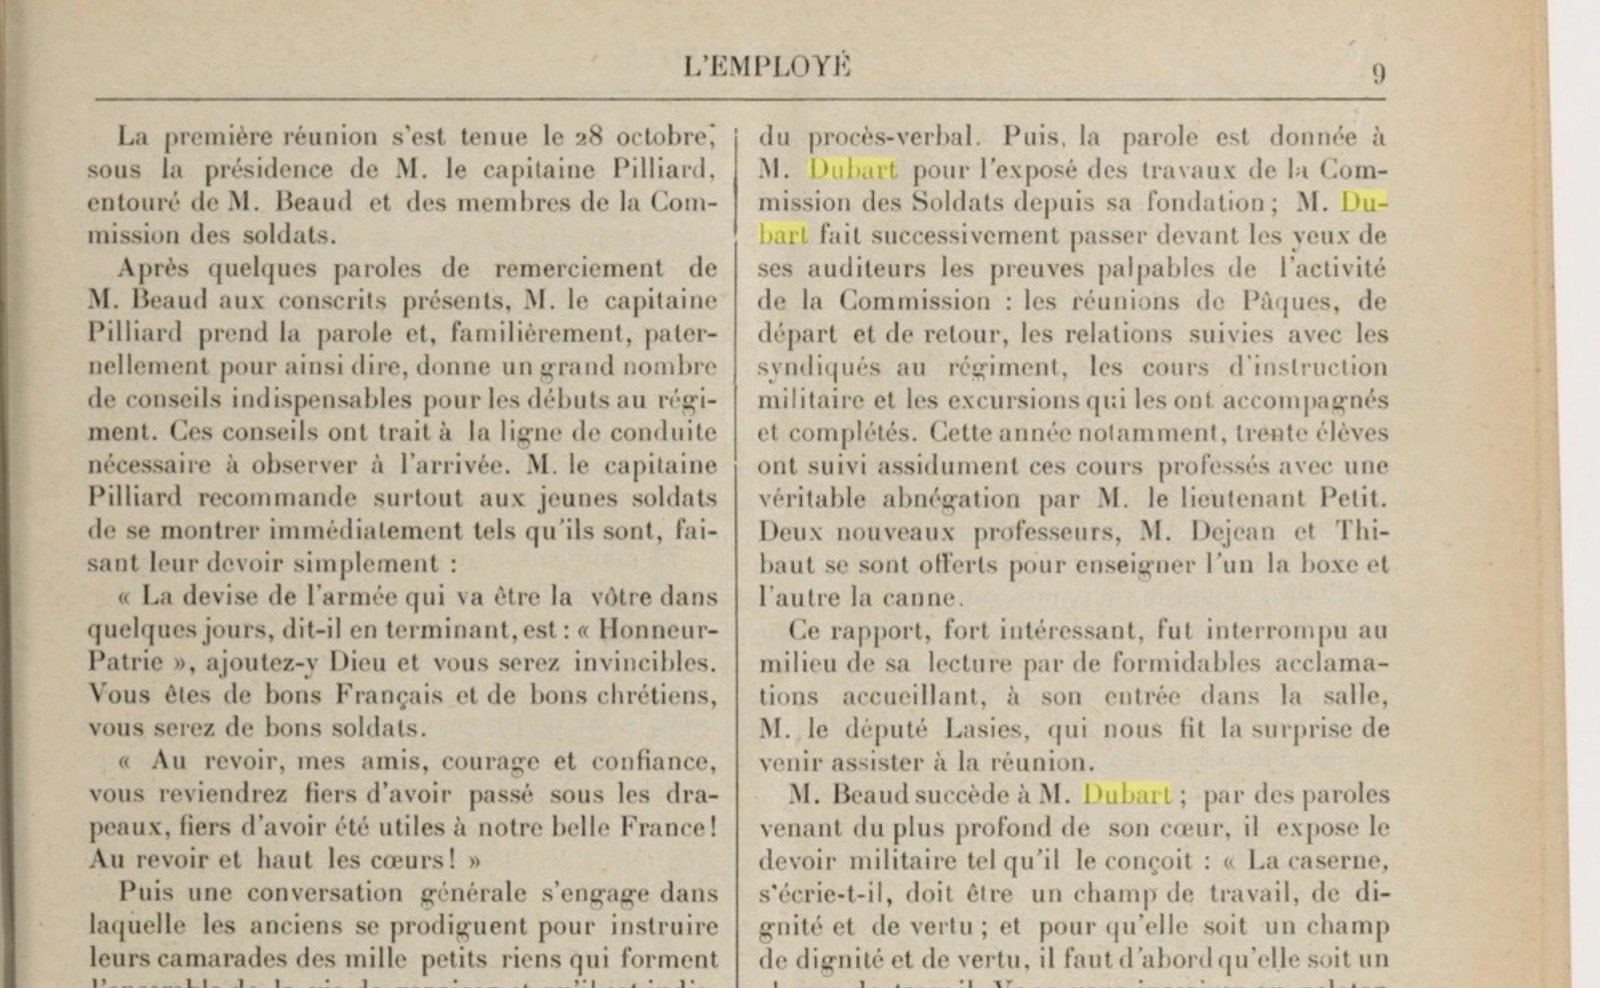 L'EMPLOYÉ
9
La première réunion s'est tenue le 28 octobre,
sous la présidence de M. le capitaine Pilliard,
entouré de M. Beaud et des membres de la Com-
mission des soldats.
Après quelques paroles de remerciement de
M. Beaud aux conscrits présents, M. le capitaine
Pilliard prend la parole et, familièrement, pater-
nellement pour ainsi dire, donne un grand nombre
de conseils indispensables pour les débuts au régi-
ment. Ces conseils ont trait à la ligne de conduite
nécessaire à observer à l'arrivée. M. le capitaine
Pilliard recommande surtout aux jeunes soldats
de se montrer immédiatement tels qu'ils sont, fai-
sant leur devoir simplement :
« La devise de l'armée qui va être la vôtre dans
quelques jours, dit-il en terminant, est : « Honneur-
Patrie », ajoutez-y Dieu et vous serez invincibles.
Vous êtes de bons Français et de bons chrétiens,
vous serez de bons soldats.
« Au revoir, mes amis, courage et confiance,
vous reviendrez fiers d'avoir passé sous les dra-
peaux, fiers d'avoir été utiles à notre belle France !
Au revoir et haut les cœurs ! »
Puis une conversation générale s'engage dans
laquelle les anciens se prodiguent pour instruire
leurs camarades des mille petits riens qui forment
du procès-verbal. Puis, la parole est donnée à
M. Dubart pour l'exposé des travaux de la Com-
mission des Soldats depuis sa fondation ; M. Du-
bart fait successivement passer devant les yeux de
ses auditeurs les preuves palpables de l'activité
de la Commission : les réunions de Pâques, de
départ et de retour, les relations suivies avec les
syndiqués au régiment, les cours d'instruction
militaire et les excursions qui les ont accompagnés
et complétés. Cette année notamment, trente élèves
ont suivi assidument ces cours professés avec une
véritable abnégation par M. le lieutenant Petit.
Deux nouveaux professeurs, M. Dejean et Thi-
baut se sont offerts pour enseigner l'un la boxe et
l'autre la canne.
Ce rapport, fort intéressant, fut interrompu au
milieu de sa lecture par de formidables acclama-
tions accueillant, à son entrée dans la salle,
M. le député Lasies, qui nous fit la surprise de
venir assister à la réunion.
M. Beaud succède à M. Dubart ; par des paroles
venant du plus profond de son cœur, il expose le
devoir militaire tel qu'il le conçoit : « La caserne,
s'écrie-t-il, doit être un champ de travail, de di-
gnité et de vertu ; et pour qu'elle soit un champ
de dignité et de vertu, il faut d'abord qu'elle soit un